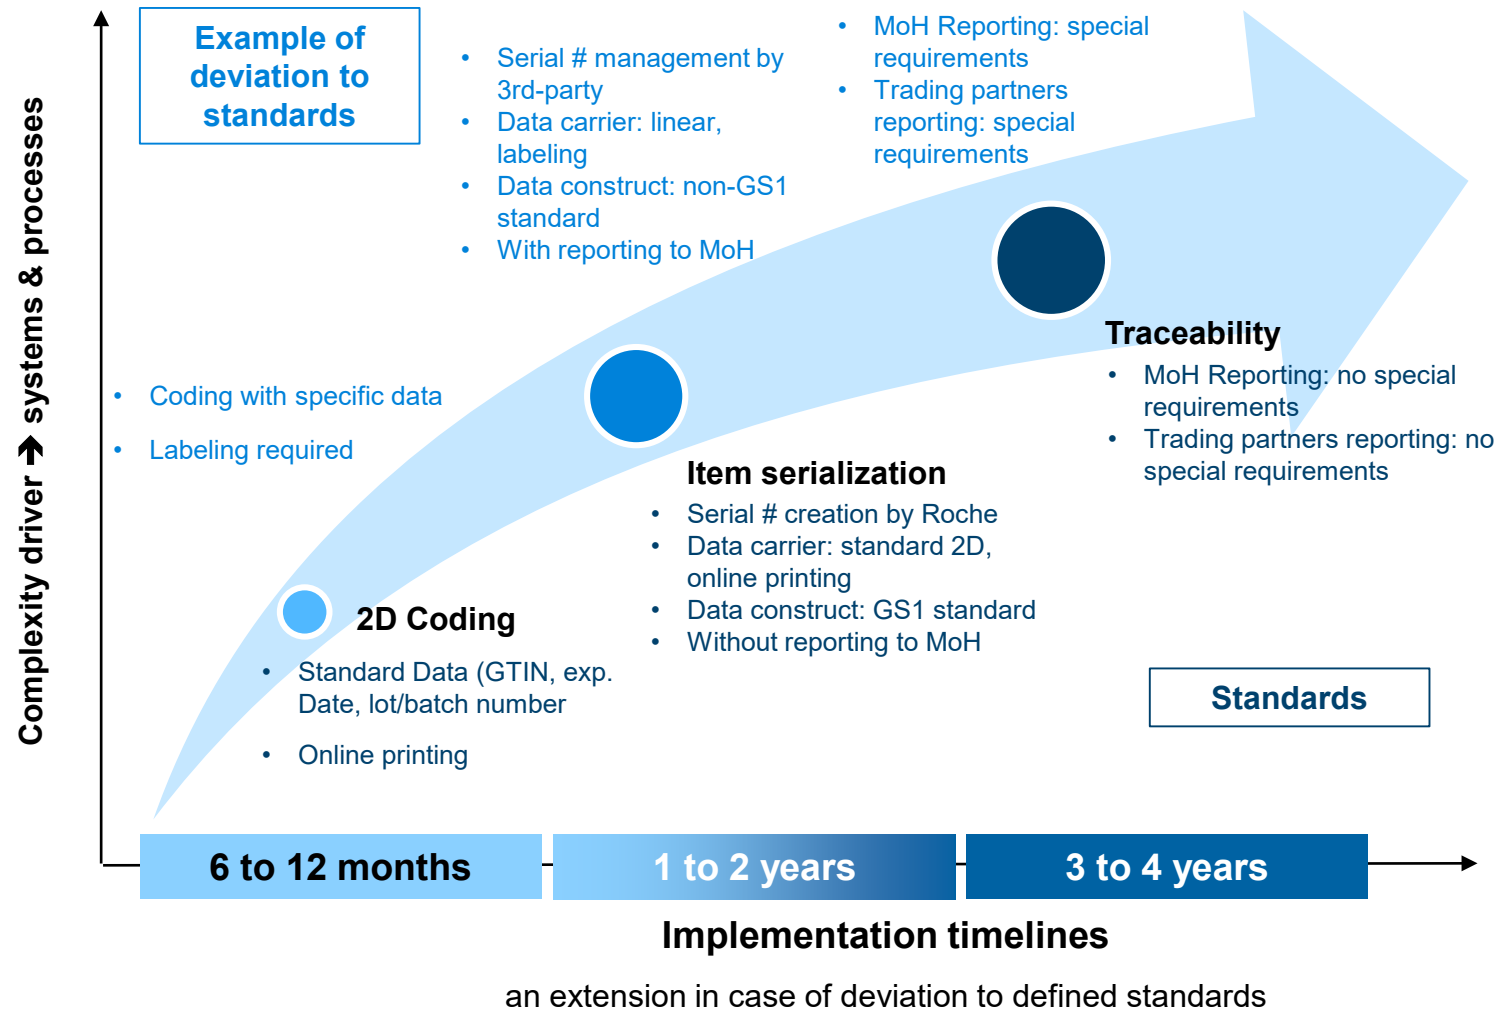 Example of
deviation to
standards
• Serial # management by
3rd-party
• Data carrier: linear,
labeling
• Data construct: non-GS1
standard
• With reporting to MoH
• MoH Reporting: special
requirements
• Trading partners
reporting: special
requirements
Complexity driver ➔ systems & processes
• Coding with specific data
• Labeling required
Traceability
• MoH Reporting: no special
requirements
• Trading partners reporting: no
special requirements
Item serialization
• Serial # creation by Roche
• Data carrier: standard 2D,
online printing
• Data construct: GS1 standard
• Without reporting to MoH
2D Coding
• Standard Data (GTIN, exp.
Date, lot/batch number
• Online printing
Standards
6 to 12 months
1 to 2 years
3 to 4 years
Implementation timelines
an extension in case of deviation to defined standards